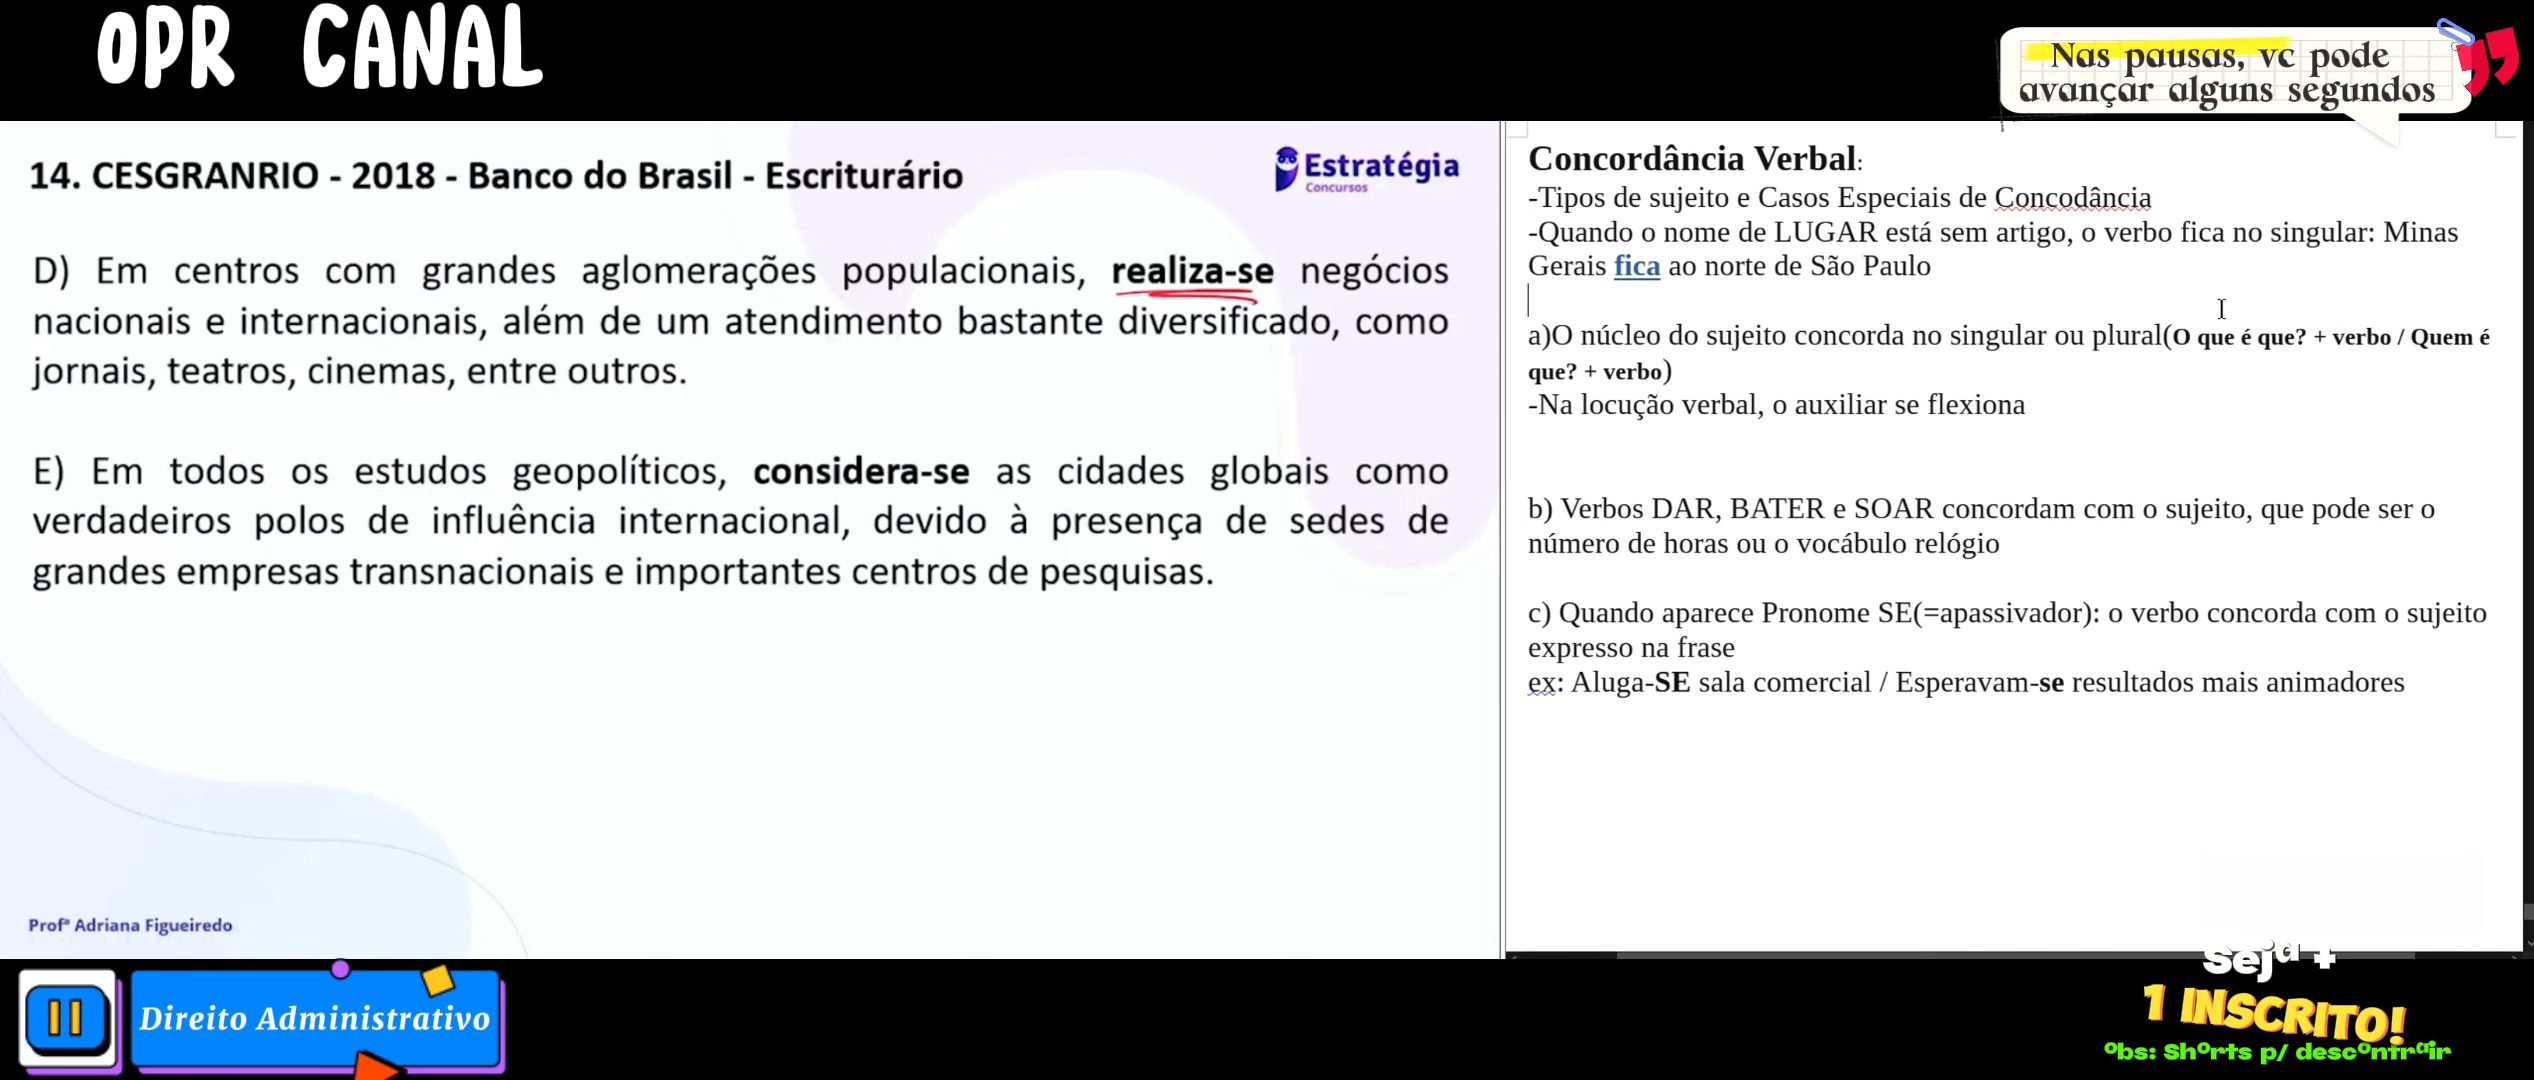 OPR CANAL
Nas pausas, vc pode
avançar alguns segundos
14. CESGRANRIO - 2018 - Banco do Brasil - Escriturário
Estratégia
Concursos
D) Em centros com grandes aglomerações populacionais, realiza-se negócios
nacionais e internacionais, além de um atendimento bastante diversificado, como
jornais, teatros, cinemas, entre outros.
E) Em todos os estudos geopolíticos, considera-se as cidades globais como
verdadeiros polos de influência internacional, devido à presença de sedes de
grandes empresas transnacionais e importantes centros de pesquisas.
Profª Adriana Figueiredo
Concordância Verbal:
-Tipos de sujeito e Casos Especiais de Concodância
-Quando o nome de LUGAR está sem artigo, o verbo fica no singular: Minas
Gerais fica ao norte de São Paulo
a)O núcleo do sujeito concorda no singular ou plural(O que é que? + verbo / Quem é
que? + verbo)
-Na locução verbal, o auxiliar se flexiona
b) Verbos DAR, BATER e SOAR concordam com o sujeito, que pode ser o
número de horas ou o vocábulo relógio
c) Quando aparece Pronome SE(=apassivador): o verbo concorda com o sujeito
expresso na frase
ex: Aluga-SE sala comercial / Esperavam-se resultados mais animadores
Direito Administrativo
Seja +
1 INSCRITO!
obs: Shorts p/ descontrair